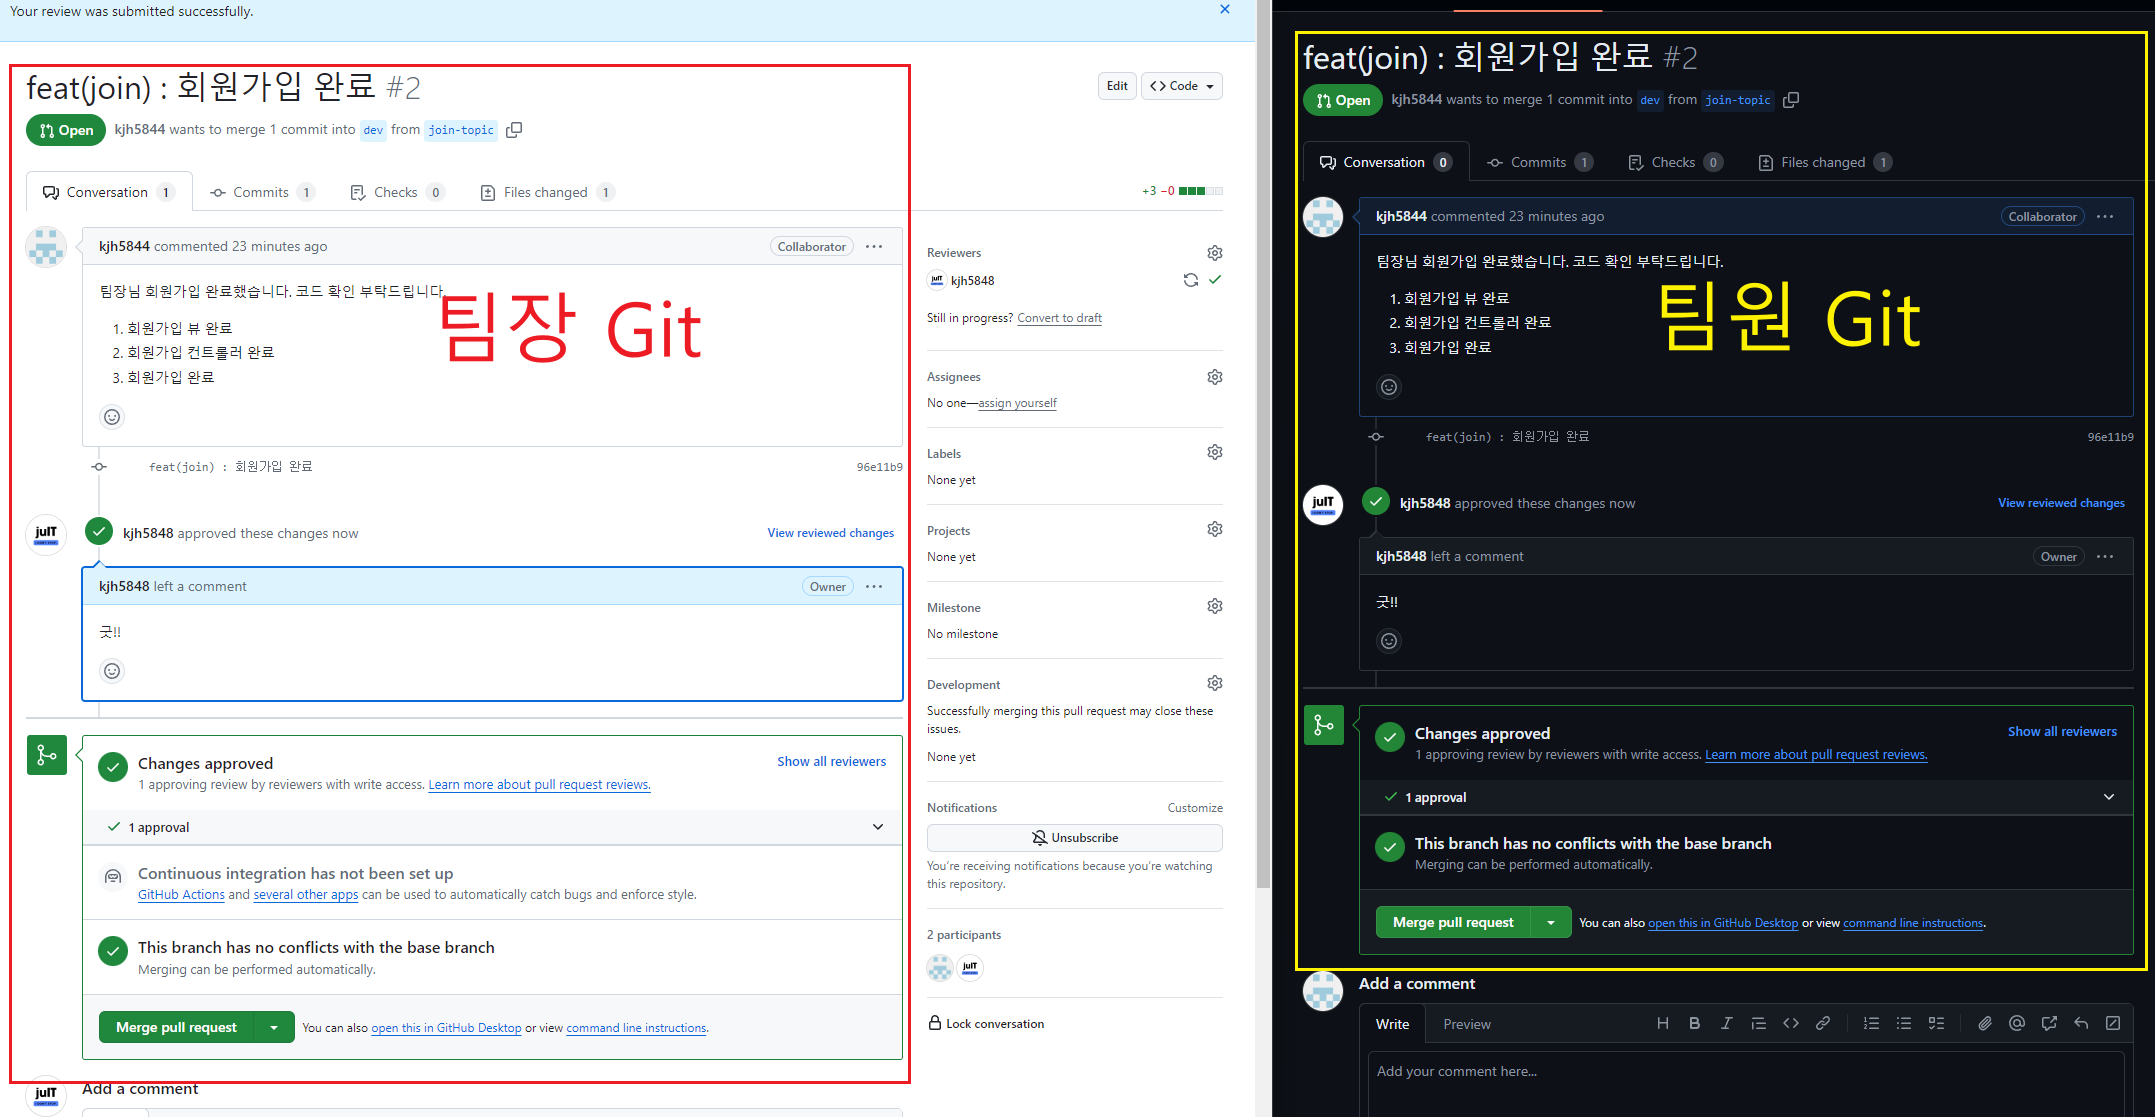 Your review was submitted successfully.
feat(join) : 회원가입 완료 #2
Edit
Code
Open
kjh5844 wants to merge 1 commit into dev from join-topic
Conversation 1
Commits 1
Checks 0
Files changed 1
+3 −0
kjh5844 commented 23 minutes ago
Collaborator
팀장님 회원가입 완료했습니다. 코드 확인 부탁드립니다.
1. 회원가입 뷰 완료
2. 회원가입 컨트롤러 완료
3. 회원가입 완료
팀장 Git
feat(join) : 회원가입 완료
96e11b9
juIT
kjh5848 approved these changes now
View reviewed changes
kjh5848 left a comment
Owner
굿!!
Changes approved
Show all reviewers
1 approving review by reviewers with write access. Learn more about pull request reviews.
1 approval
Continuous integration has not been set up
GitHub Actions and several other apps can be used to automatically catch bugs and enforce style.
This branch has no conflicts with the base branch
Merging can be performed automatically.
Merge pull request
You can also open this in GitHub Desktop or view command line instructions.
juIT
Add a comment
Reviewers
juIT
kjh5848
Still in progress? Convert to draft
Assignees
No one—assign yourself
Labels
None yet
Projects
None yet
Milestone
No milestone
Development
Successfully merging this pull request may close these
issues.
None yet
Notifications
Customize
Unsubscribe
You're receiving notifications because you're watching
this repository.
2 participants
juIT
Lock conversation
feat(join) : 회원가입 완료 #2
Open
kjh5844 wants to merge 1 commit into dev from join-topic
Conversation 0
Commits 1
Checks 0
Files changed 1
kjh5844 commented 23 minutes ago
Collaborator
팀장님 회원가입 완료했습니다. 코드 확인 부탁드립니다.
1. 회원가입 뷰 완료
2. 회원가입 컨트롤러 완료
3. 회원가입 완료
팀원 Git
feat(join) : 회원가입 완료
96e11b9
juIT
kjh5848 approved these changes now
View reviewed changes
kjh5848 left a comment
Owner
굿!!
Changes approved
Show all reviewers
1 approving review by reviewers with write access. Learn more about pull request reviews.
1 approval
This branch has no conflicts with the base branch
Merging can be performed automatically.
Merge pull request
You can also open this in GitHub Desktop or view command line instructions.
Add a comment
Write
Preview
Add your comment here...